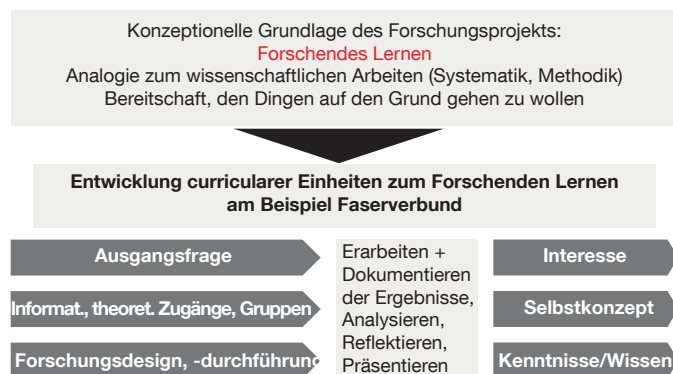 Konzeptionelle Grundlage des Forschungsprojekts:
Forschendes Lernen
Analogie zum wissenschaftlichen Arbeiten (Systematik, Methodik)
Bereitschaft, den Dingen auf den Grund gehen zu wollen
Entwicklung curricularer Einheiten zum Forschenden Lernen
am Beispiel Faserverbund
Ausgangsfrage
Informat., theoret. Zugänge, Gruppen
Forschungsdesign, -durchführung
Erarbeiten +
Dokumentieren
der Ergebnisse,
Analysieren,
Reflektieren,
Präsentieren
Interesse
Selbstkonzept
Kenntnisse/Wissen